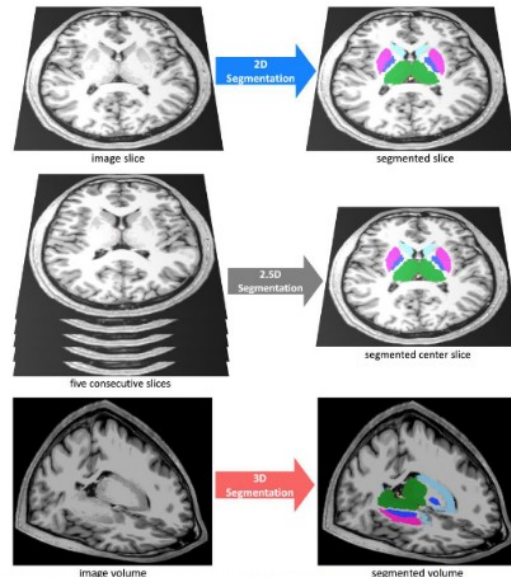 2D
Segmentation
image slice
segmented slice
2.5D
Segmentation
five consecutive slices
segmented center slice
3D
Segmentation
image volume
segmented volume